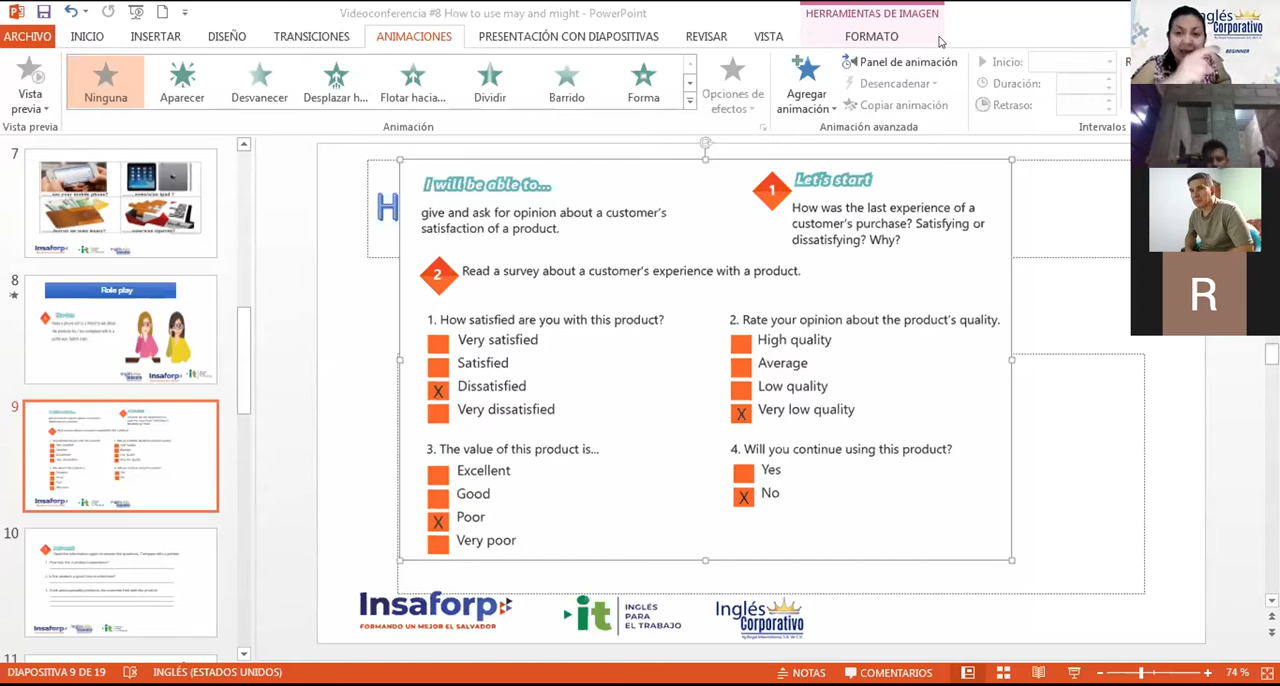 Videoconferencia #8 How to use may and might - PowerPoint
HERRAMIENTAS DE IMAGEN
ARCHIVO
INICIO
INSERTAR
DISEÑO
TRANSICIONES
ANIMACIONES
PRESENTACIÓN CON DIAPOSITIVAS
REVISAR
VISTA
FORMATO
Vista previa
Ninguna
Aparecer
Desvanecer
Desplazar h...
Flotar hacia...
Dividir
Barrido
Forma
Opciones de efectos
Agregar animación
Panel de animación
Desencadenar
Copiar animación
Inicio:
Duración:
Retraso:
Vista previa
Animación
Animación avanzada
Intervalos
Inglés
Corporativo
BEGINNER
R
7
8
Role play
9
10
11
H
I will be able to...
give and ask for opinion about a customer's
satisfaction of a product.
1
Let's start
How was the last experience of a
customer's purchase? Satisfying or
dissatisfying? Why?
2
Read a survey about a customer's experience with a product.
1. How satisfied are you with this product?
Very satisfied
Satisfied
X Dissatisfied
Very dissatisfied
2. Rate your opinion about the product's quality.
High quality
Average
Low quality
X Very low quality
3. The value of this product is...
Excellent
Good
X Poor
Very poor
4. Will you continue using this product?
Yes
X No
Insaforp
FORMANDO UN MEJOR EL SALVADOR
it
INGLÉS
PARA
EL TRABAJO
Inglés
Corporativo
DIAPOSITIVA 9 DE 19
INGLÉS (ESTADOS UNIDOS)
NOTAS
COMENTARIOS
74 %